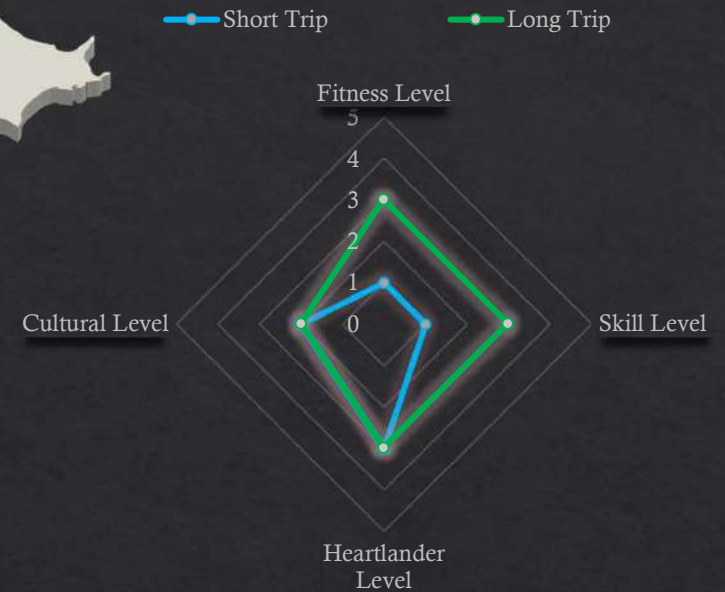 Short Trip
Long Trip
Fitness Level
5
4
3
2
1
0
Cultural Level
Skill Level
Heartlander
Level